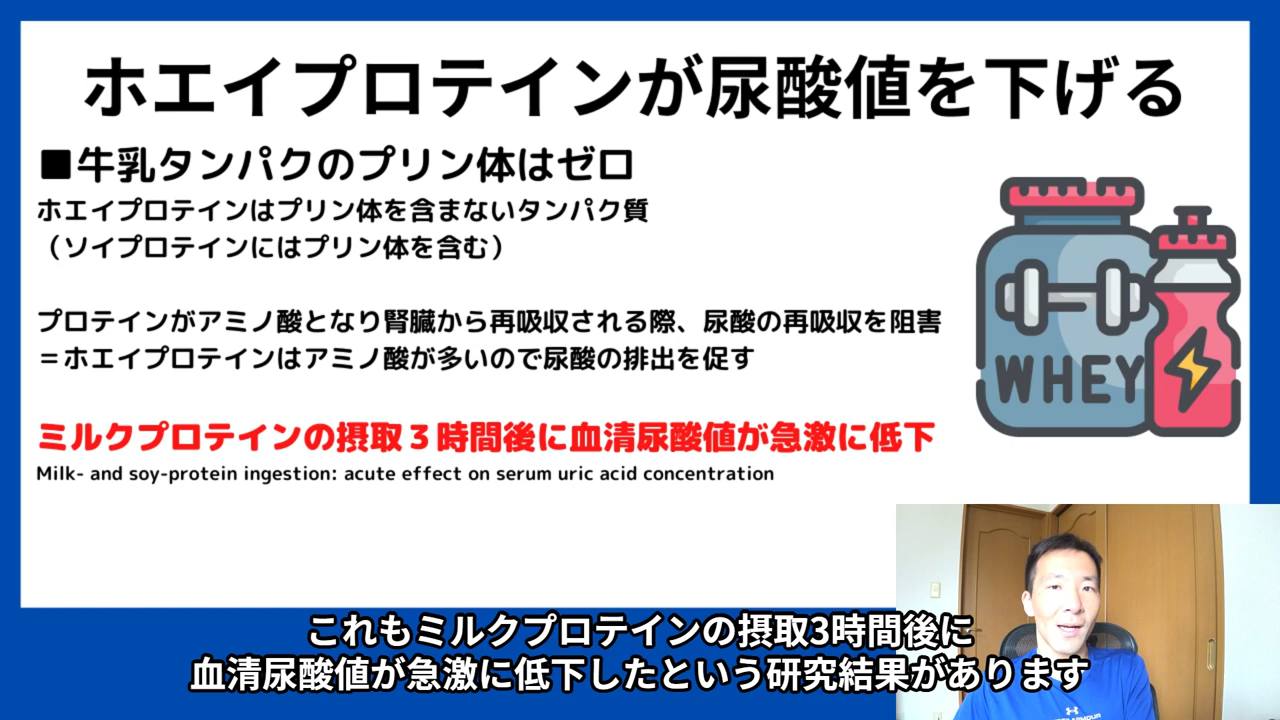 ホエイプロテインが尿酸値を下げる
■牛乳タンパクのプリン体はゼロ
ホエイプロテインはプリン体を含まないタンパク質
（ソイプロテインにはプリン体を含む）
プロテインがアミノ酸となり腎臓から再吸収される際、尿酸の再吸収を阻害
＝ホエイプロテインはアミノ酸が多いので尿酸の排出を促す
ミルクプロテインの摂取３時間後に血清尿酸値が急激に低下
Milk- and soy-protein ingestion: acute effect on serum uric acid concentration
WHEY
これもミルクプロテインの摂取3時間後に
血清尿酸値が急激に低下したという研究結果があります